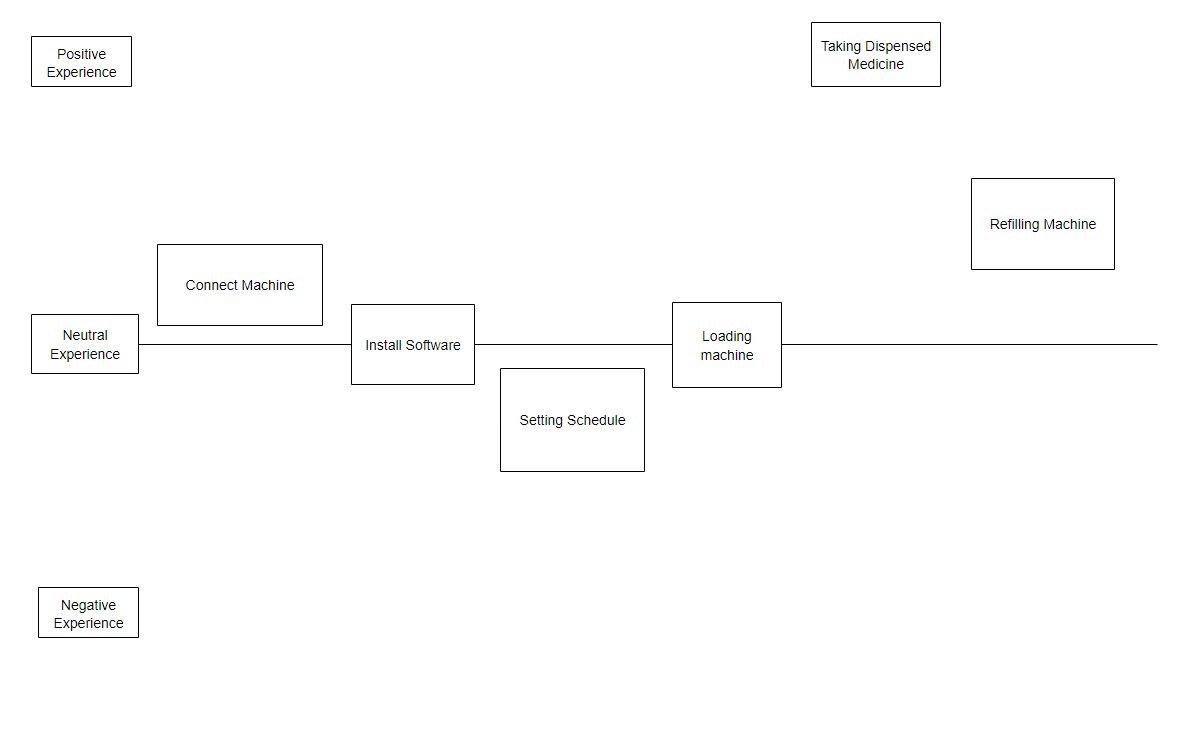 Positive
Experience
Taking Dispensed
Medicine
Refilling Machine
Connect Machine
Neutral
Experience
Install Software
Loading
machine
Setting Schedule
Negative
Experience